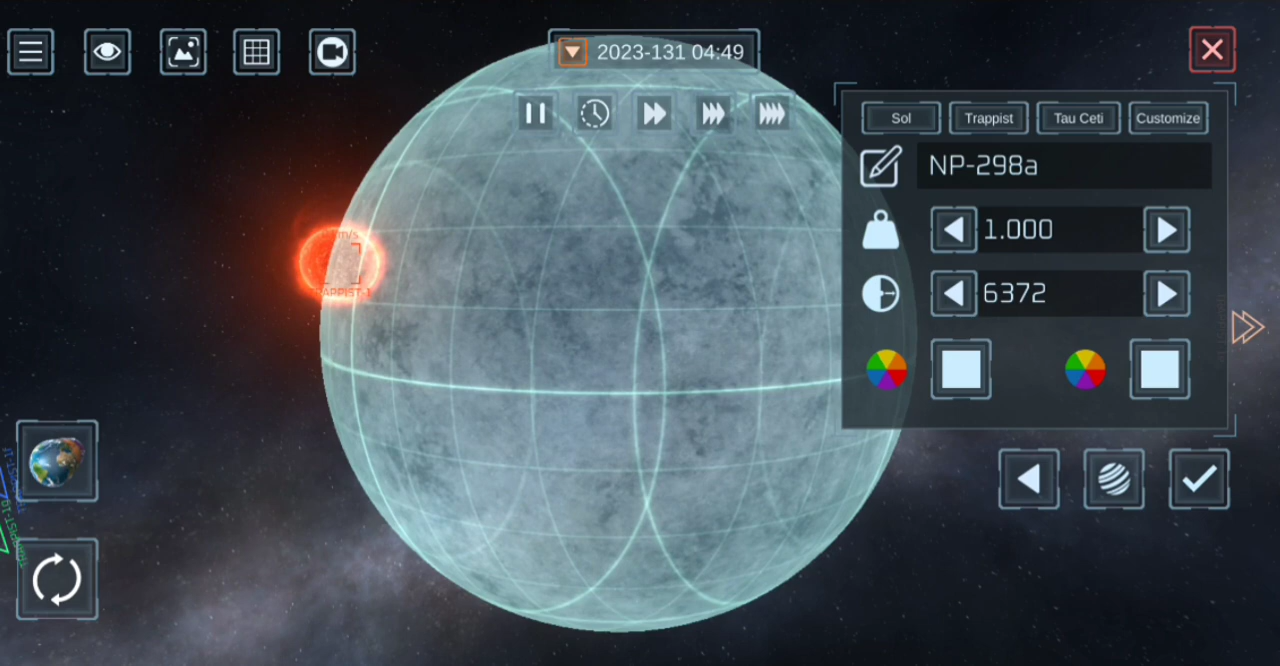 2023-131 04:49
Sol
Trappist
Tau Ceti
Customize
NP-298a
1.000
6372
m/s
TRAPPIST-1